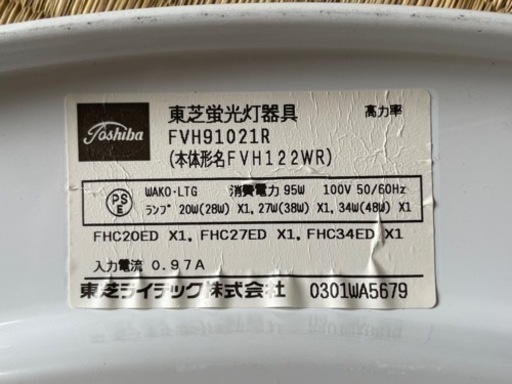 Toshiba
東芝蛍光灯器具
高力率
FVH91021R
(本体形名FVH122WR)
PS
E
WAKO・LTG 消費電力 95W 100V 50/60Hz
ランプ 20W(28W) X1, 27W(38W) X1, 34W(48W) X1
FHC20ED X1, FHC27ED X1, FHC34ED X1
入力電流 0.97A
東芝ライテック株式会社 0301WA5679